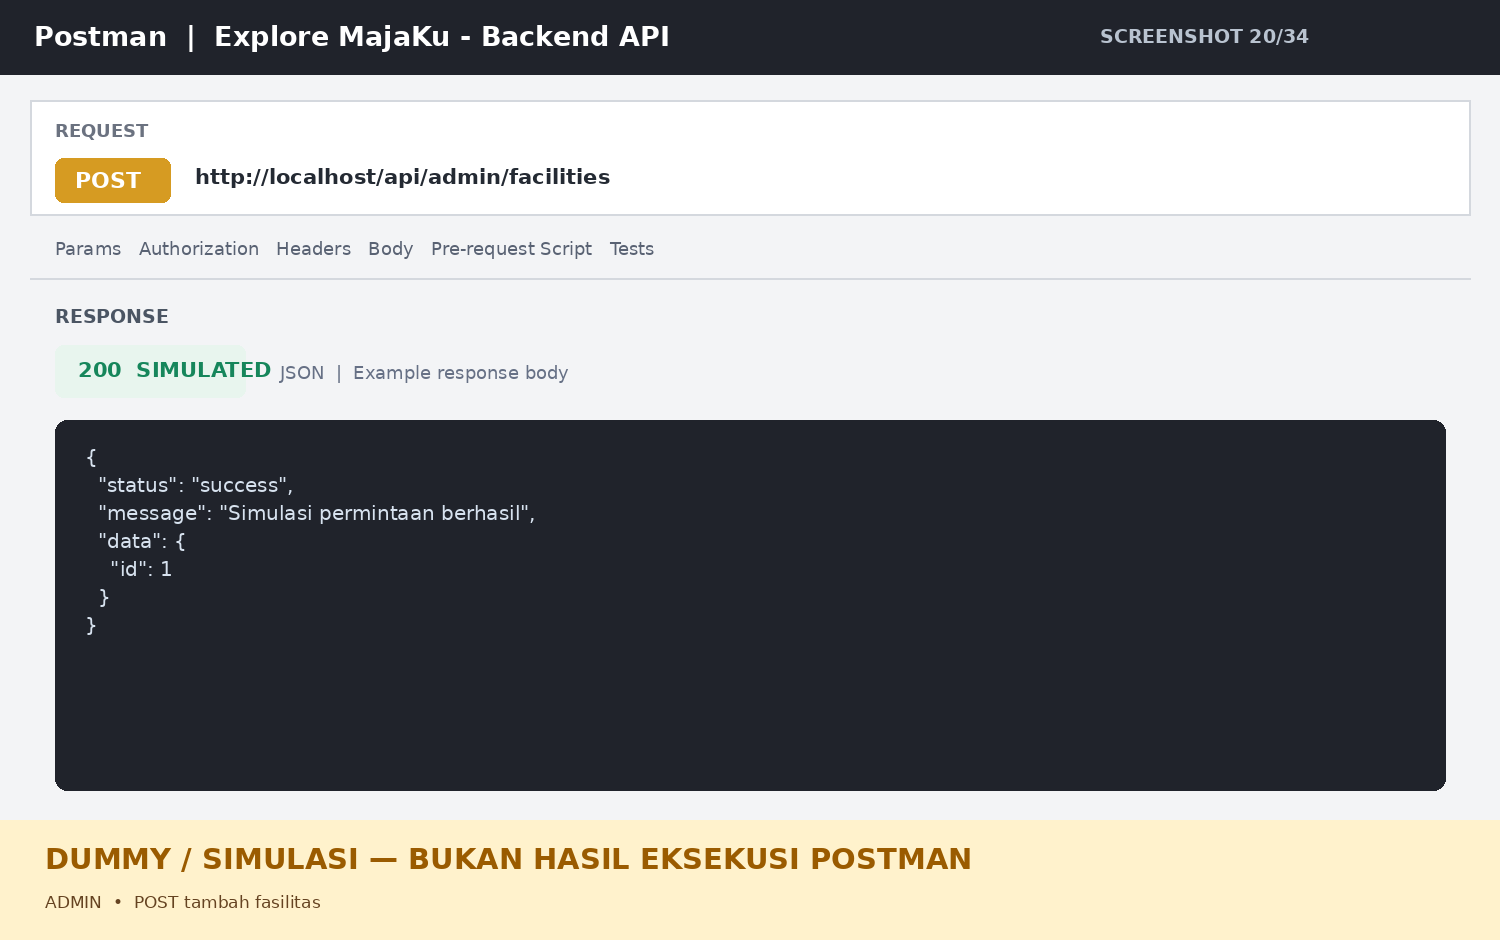 Postman | Explore MajaKu - Backend API
SCREENSHOT 20/34
REQUEST
POST http://localhost/api/admin/facilities
Params Authorization Headers Body Pre-request Script Tests
RESPONSE
200 SIMULATED JSON | Example response body
{
  "status": "success",
  "message": "Simulasi permintaan berhasil",
  "data": {
    "id": 1
  }
}
DUMMY / SIMULASI — BUKAN HASIL EKSEKUSI POSTMAN
ADMIN • POST tambah fasilitas